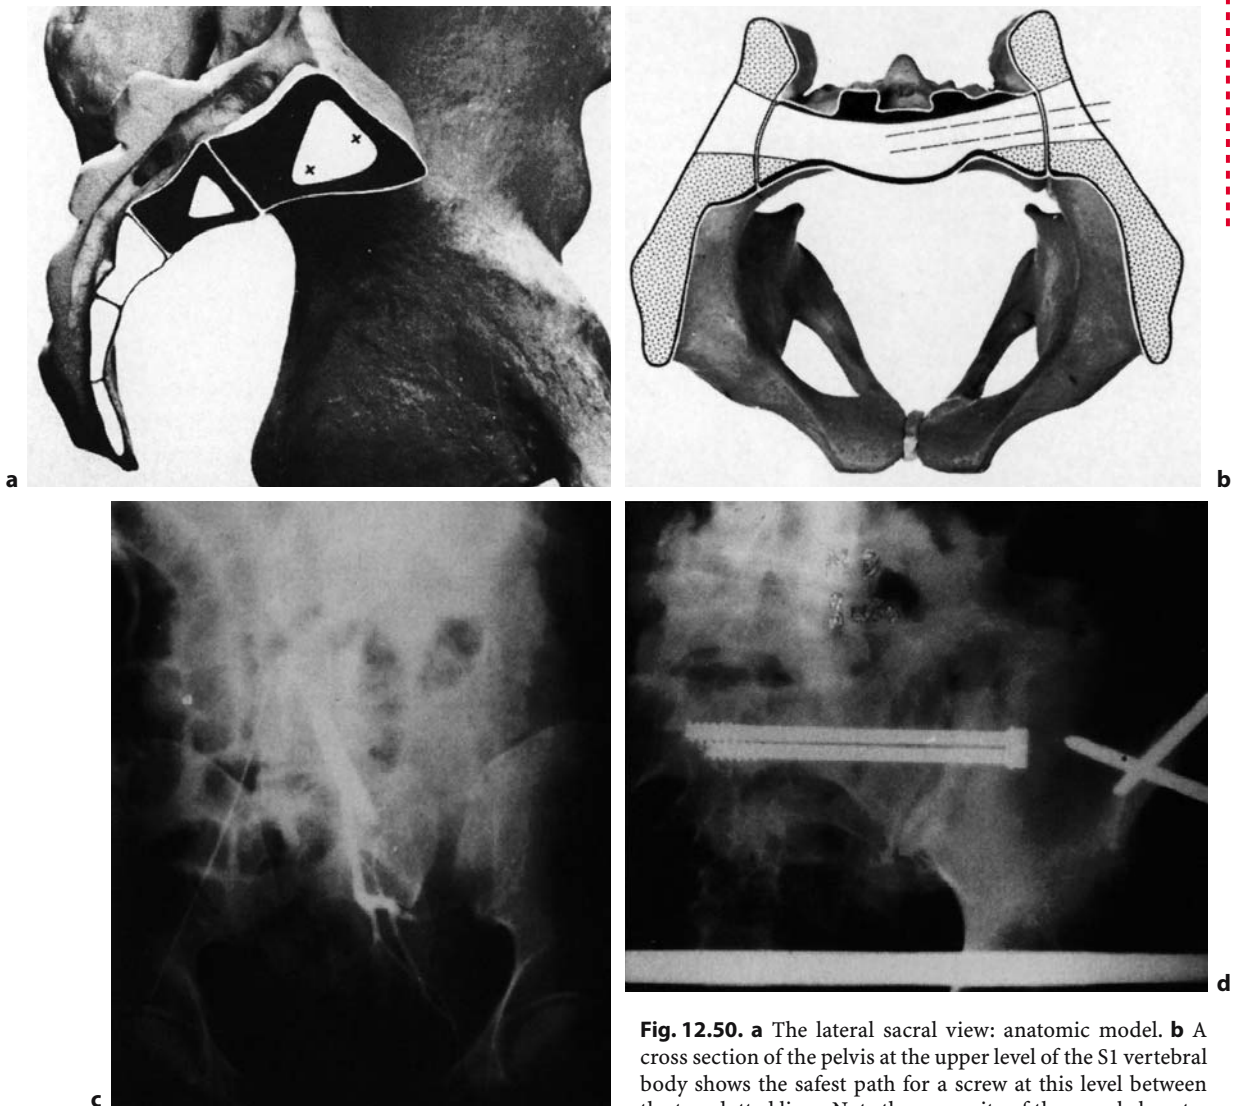 a
b
c
d
Fig. 12.50. a The lateral sacral view: anatomic model. b A
cross section of the pelvis at the upper level of the S1 vertebral
body shows the safest path for a screw at this level between